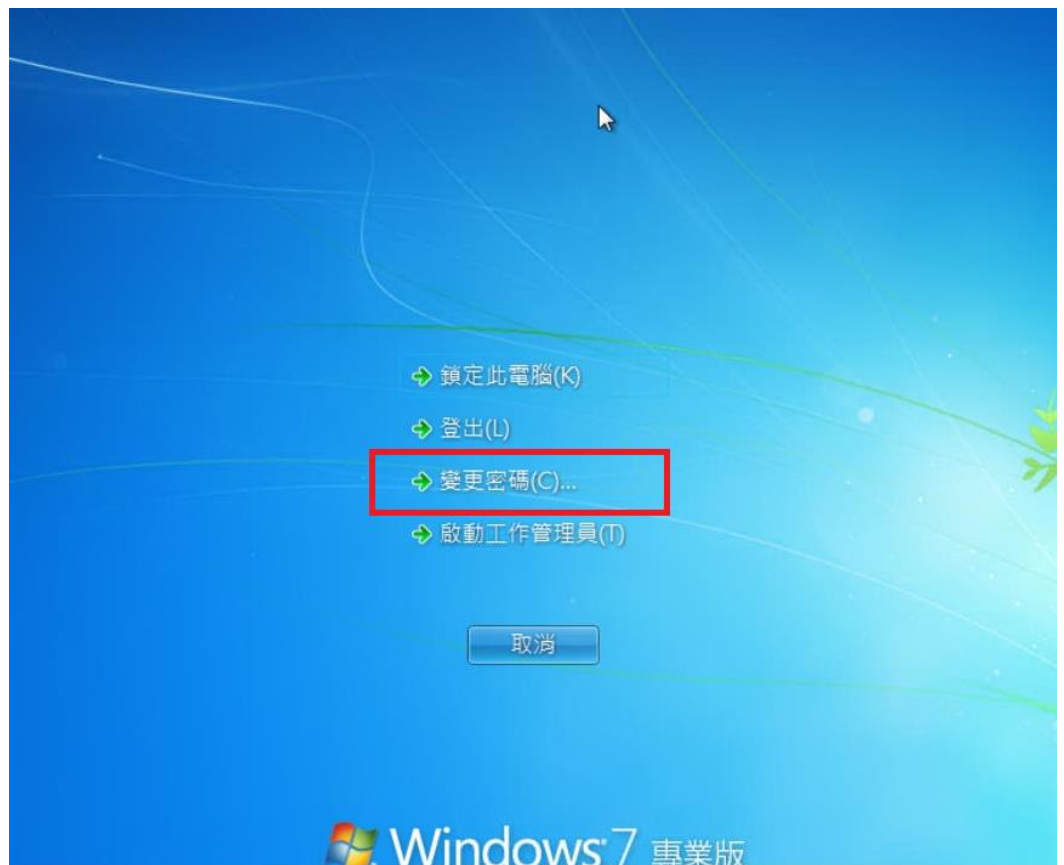 鎖定此電腦(K)
登出(L)
變更密碼(C)...
啟動工作管理員(T)
取消
Windows 7 專業版